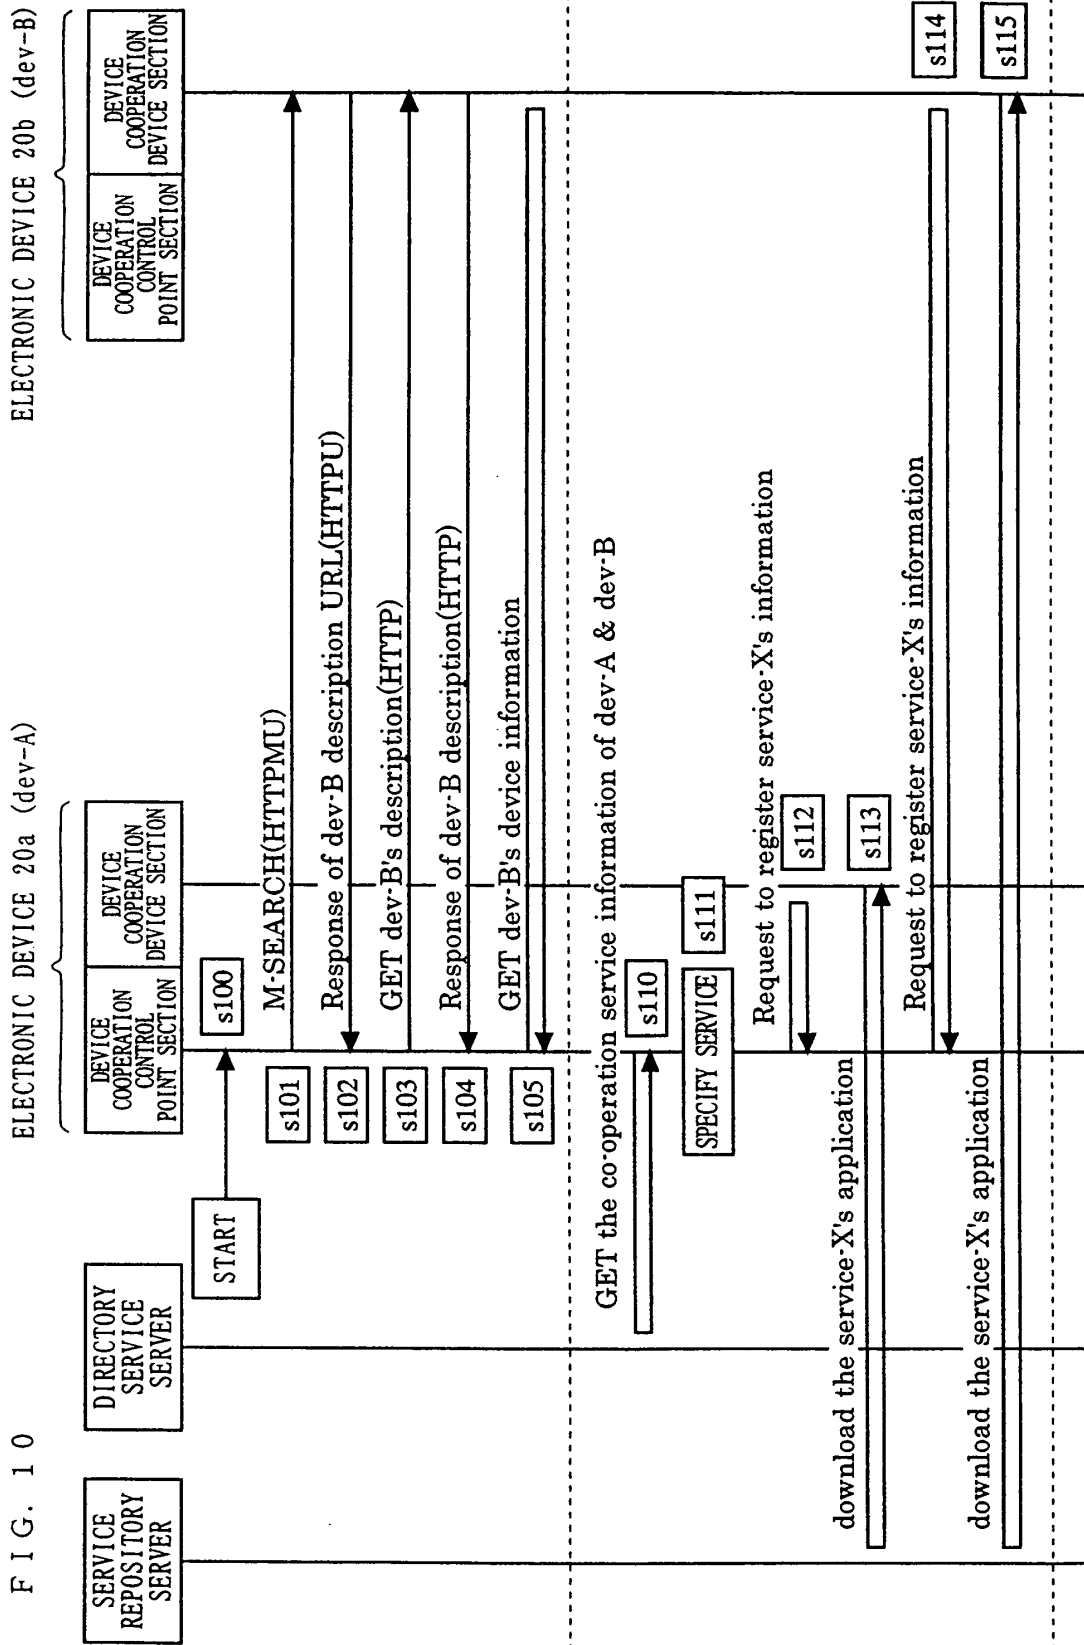 FIG. 10
SERVICE
REPOSITORY
SERVER
DIRECTORY
SERVICE
SERVER
ELECTRONIC DEVICE 20a (dev-A)
DEVICE
COOPERATION
CONTROL
POINT SECTION
DEVICE
COOPERATION
DEVICE SECTION
ELECTRONIC DEVICE 20b (dev-B)
DEVICE
COOPERATION
CONTROL
POINT SECTION
DEVICE
COOPERATION
DEVICE SECTION
START
s100
s101
M-SEARCH(HTTPMU)
s102
Response of dev-B description URL(HTTPU)
s103
GET dev-B's description(HTTP)
s104
Response of dev-B description(HTTP)
s105
GET dev-B's device information
GET the co-operation service information of dev-A & dev-B
s110
SPECIFY SERVICE
s111
Request to register service-X's information
s112
download the service-X's application
s113
Request to register service-X's information
s114
download the service-X's application
s115